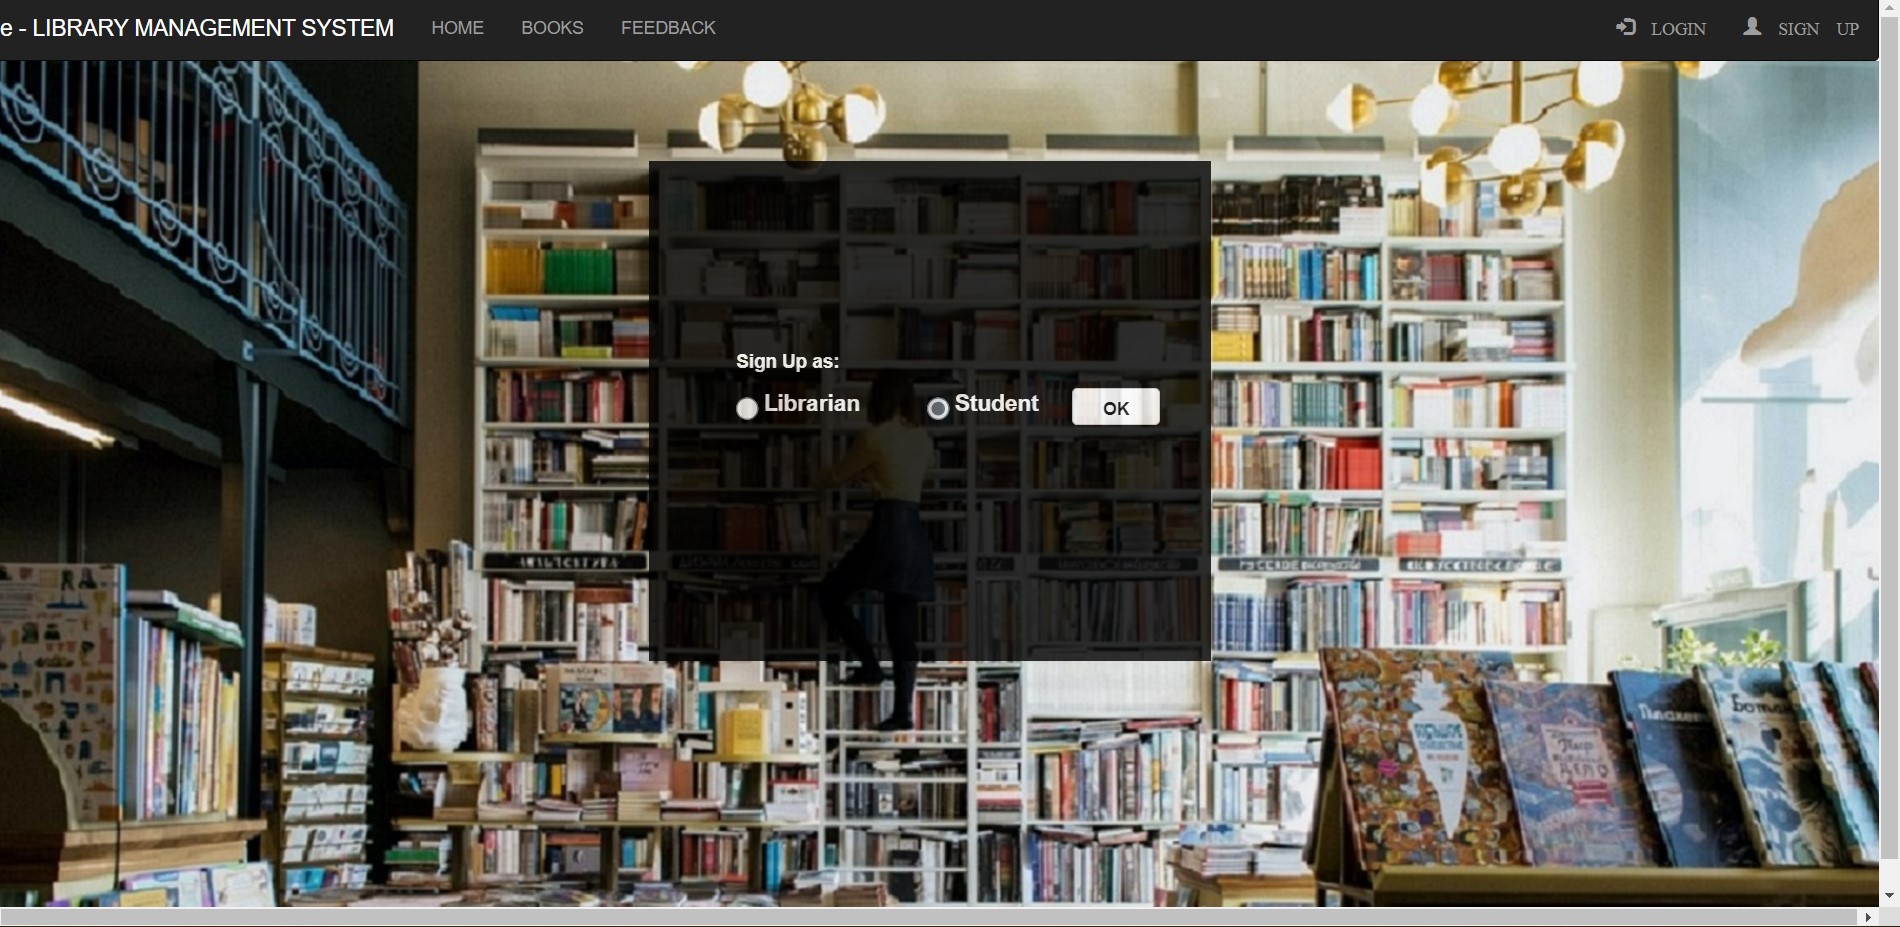 e - LIBRARY MANAGEMENT SYSTEM HOME BOOKS FEEDBACK LOGIN SIGN UP
Sign Up as:
Librarian Student OK